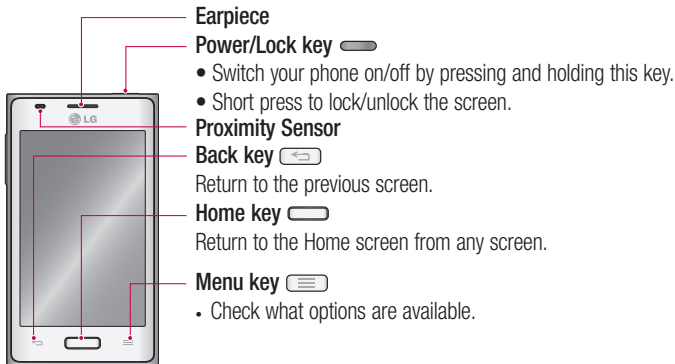 Earpiece
Power/Lock key
• Switch your phone on/off by pressing and holding this key.
• Short press to lock/unlock the screen.
LG
Proximity Sensor
Back key
Return to the previous screen.
Home key
Return to the Home screen from any screen.
Menu key
• Check what options are available.